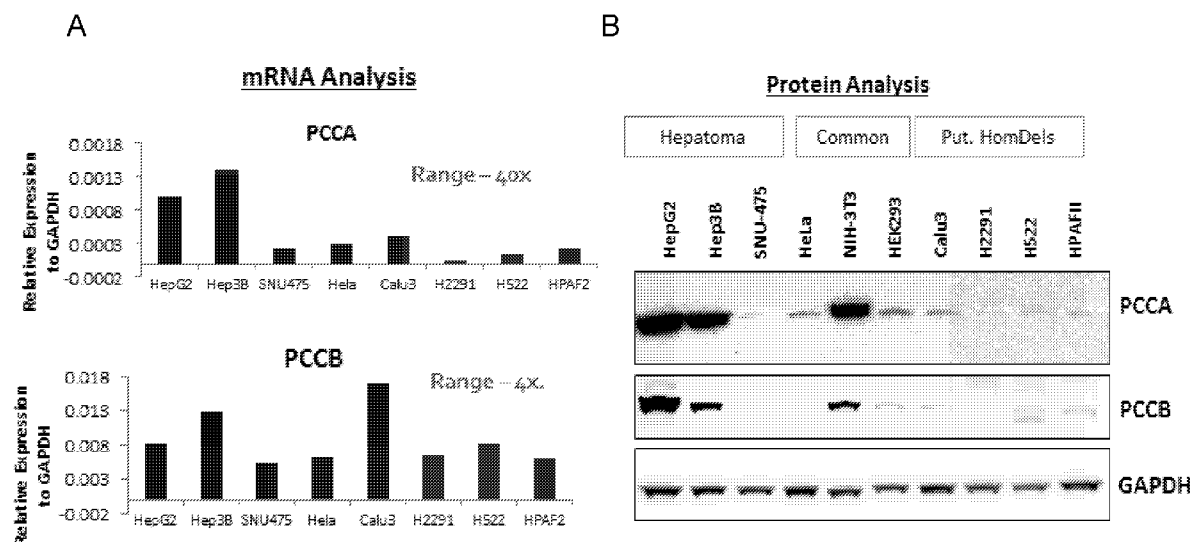 A
mRNA Analysis
PCCA
Relative Expression
to GAPDH
0.0018
0.0013
0.0008
0.0003
-0.0002
Range – 40x
HepG2 Hep3B SNU475 Hela Calu3 H2291 H522 HPAF2
PCCB
Relative Expression
to GAPDH
0.018
0.013
0.008
0.003
-0.002
Range – 4x.
HepG2 Hep3B SNU475 Hela Calu3 H2291 H522 HPAF2
B
Protein Analysis
Hepatoma Common Put. HomDels
HepG2 Hep3B SNU-475 HeLa NIH-3T3 HEK293 Calu3 H2291 H522 HPAFII
PCCA
PCCB
GAPDH